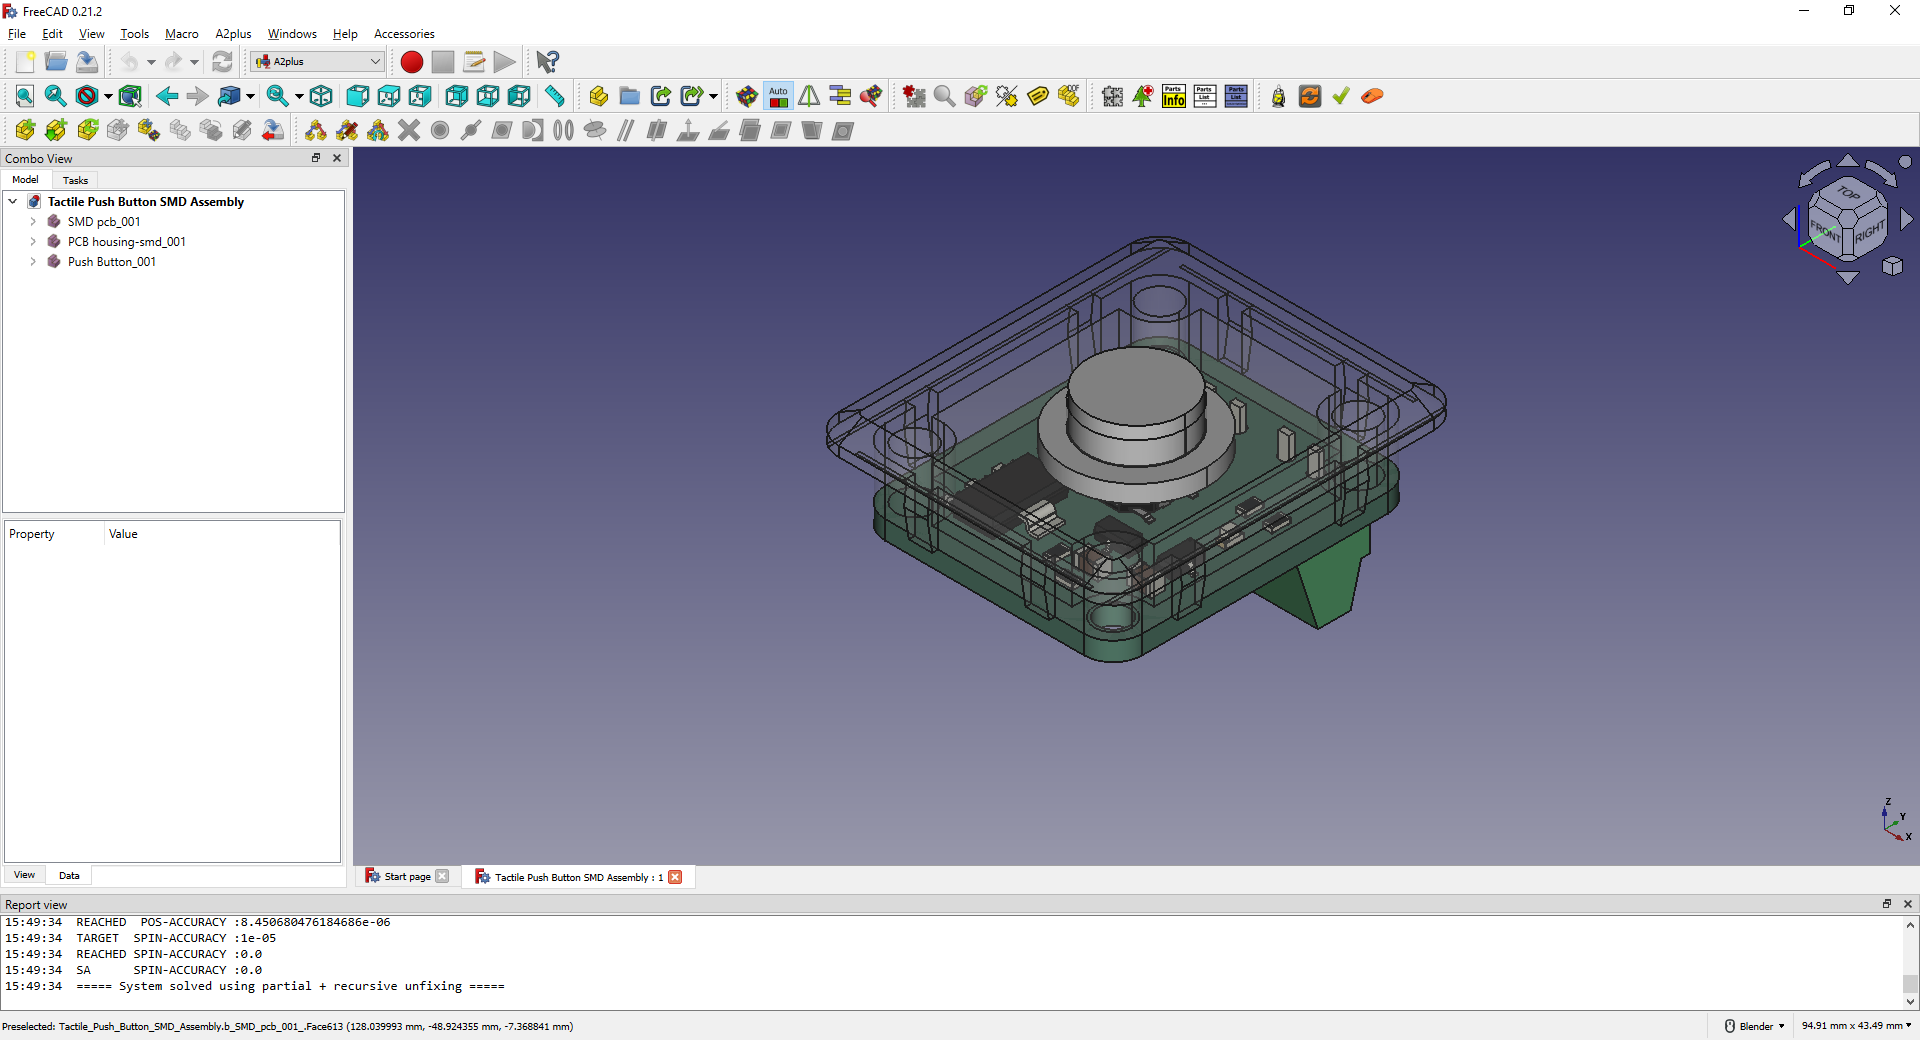 FreeCAD 0.21.2
File Edit View Tools Macro A2plus Windows Help Accessories
A2plus
Auto
DOF
Parts Info
Parts List
Parts List
Combo View
Model Tasks
Tactile Push Button SMD Assembly
SMD pcb_001
PCB housing-smd_001
Push Button_001
Property Value
View Data
TOP
FRONT
RIGHT
Z
Y
X
Start page
Tactile Push Button SMD Assembly : 1
Report view
15:49:34 REACHED POS-ACCURACY :8.450680476184686e-06
15:49:34 TARGET SPIN-ACCURACY :1e-05
15:49:34 REACHED SPIN-ACCURACY :0.0
15:49:34 SA SPIN-ACCURACY :0.0
15:49:34 ===== System solved using partial + recursive unfixing =====
Preselected: Tactile_Push_Button_SMD_Assembly.b_SMD_pcb_001_.Face613 (128.039993 mm, -48.924355 mm, -7.368841 mm)
Blender
94.91 mm x 43.49 mm